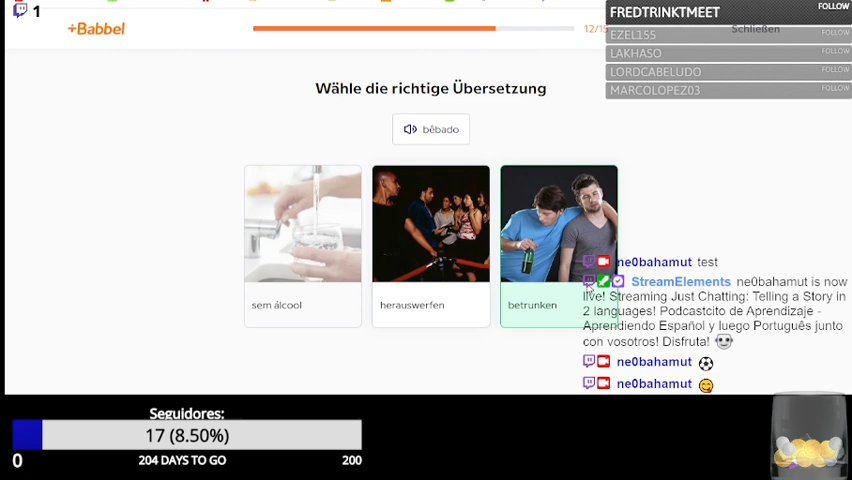 1
+Babbel
12/15
Schließen
FREDTRINKTMEET FOLLOW
EZEL155 FOLLOW
LAKHASO FOLLOW
LORDCABELUDO FOLLOW
MARCOLOPEZ03 FOLLOW
Wähle die richtige Übersetzung
bêbado
sem álcool
herauswerfen
betrunken
ne0bahamut test
StreamElements ne0bahamut is now
live! Streaming Just Chatting: Telling a Story in
2 languages! Podcastcito de Aprendizaje -
Aprendiendo Español y luego Português junto
con vosotros! Disfruta!
ne0bahamut
ne0bahamut
Seguidores:
17 (8.50%)
0
204 DAYS TO GO
200